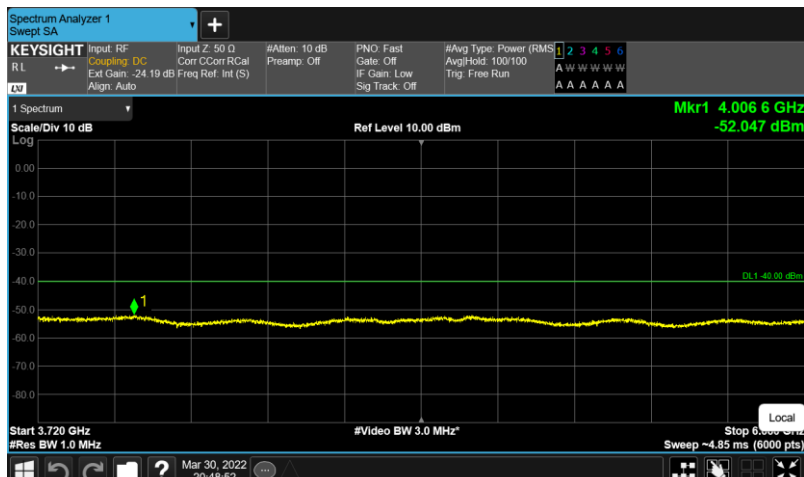 Spectrum Analyzer 1
Swept SA
+
KEYSIGHT Input: RF Input Z: 50 Ω #Atten: 10 dB PNO: Fast #Avg Type: Power (RMS 1 2 3 4 5 6
RL Coupling: DC Corr CCorr RCal Preamp: Off Gate: Off Avg|Hold: 100/100 A W W W W W
Ext Gain: -24.19 dB Freq Ref: Int (S) IF Gain: Low Trig: Free Run
LXI Align: Auto Sig Track: Off A A A A A A
1 Spectrum
Mkr1 4.006 6 GHz
Scale/Div 10 dB Ref Level 10.00 dBm -52.047 dBm
Log
0.00
-10.0
-20.0
-30.0
DL1 -40.00 dBm
-40.0
1
-50.0
-60.0
-70.0
-80.0
Local
Start 3.720 GHz #Video BW 3.0 MHz* Stop
#Res BW 1.0 MHz Sweep ~4.85 ms (6000 pts)
? Mar 30, 2022